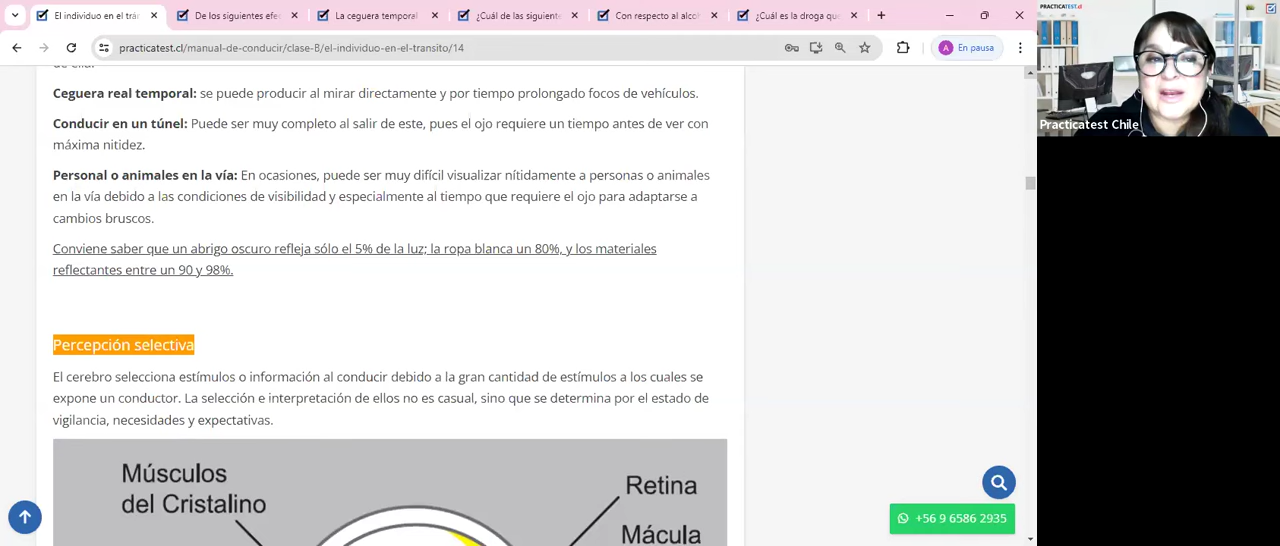 El individuo en el trán
De los siguientes efe
La ceguera temporal
¿Cuál de las siguiente
Con respecto al alcoh
¿Cuál es la droga que
practicatest.cl/manual-de-conducir/clase-B/el-individuo-en-el-transito/14
A En pausa
PRACTICATEST.cl
Practicatest Chile
de ella.
Ceguera real temporal: se puede producir al mirar directamente y por tiempo prolongado focos de vehículos.
Conducir en un túnel: Puede ser muy completo ingresar a este, pues el ojo requiere un tiempo antes de ver con
máxima nitidez.
Personal o animales en la vía: En ocasiones, puede ser muy difícil visualizar nítidamente a personas o animales
en la vía debido a las condiciones de visibilidad y especialmente al tiempo que requiere el ojo para adaptarse a
cambios bruscos.
Conviene saber que un abrigo oscuro refleja sólo el 5% de la luz; la ropa blanca un 80%, y los materiales
reflectantes entre un 90 y 98%.
Percepción selectiva
El cerebro selecciona estímulos o información al conducir debido a la gran cantidad de estímulos a los cuales se
expone un conductor. La selección e interpretación de ellos no es casual, sino que se determina por el estado de
vigilancia, necesidades y expectativas.
Músculos
del Cristalino
Retina
Mácula
+56 9 6586 2935